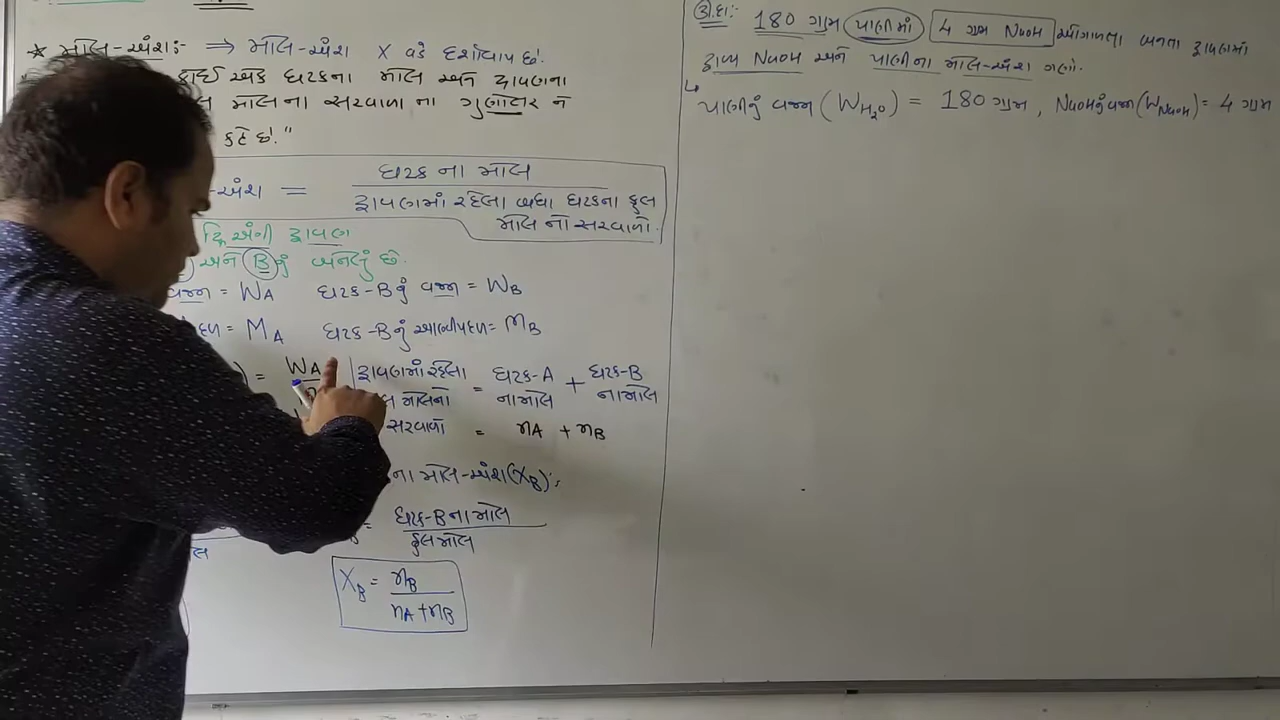 ★ મોલ-અંશઃ- ⇒ મોલ-અંશ X વડે દર્શાવાય છે.
કોઈ એક ઘટકના મોલ અને દ્રાવણના
મોલના સરવાળા ના ગુણોત્તર ને
કહે છે."
-અંશ = ઘટક ના મોલ
દ્રાવણમાં રહેલા બધા ઘટકના કુલ
મોલ નો સરવાળો.
દ્વિઅંગી દ્રાવણ
અને B નું બનેલું છે.
વજન = WA ઘટક-B નું વજન = WB
દળ = MA ઘટક-B નું આણ્વીયદળ = MB
) = WA
દ્રાવણમાં રહેલા
મોલનો
સરવાળો
= ઘટક-A ના મોલ + ઘટક-B ના મોલ
= nA + nB
ના મોલ-અંશ (XB):
= ઘટક-B ના મોલ
કુલ મોલ
XB = nB
nA + nB
ઉદા:- 180 ગ્રામ પાણીમાં 4 ગ્રામ NaOH ઓગાળતા બનતા દ્રાવણમાં
દ્રાવ્ય NaOH અને પાણીના મોલ-અંશ ગણો.
↳ પાણીનું વજન (WH₂O) = 180 ગ્રામ, NaOH નું વજન (WNaOH) = 4 ગ્રામ